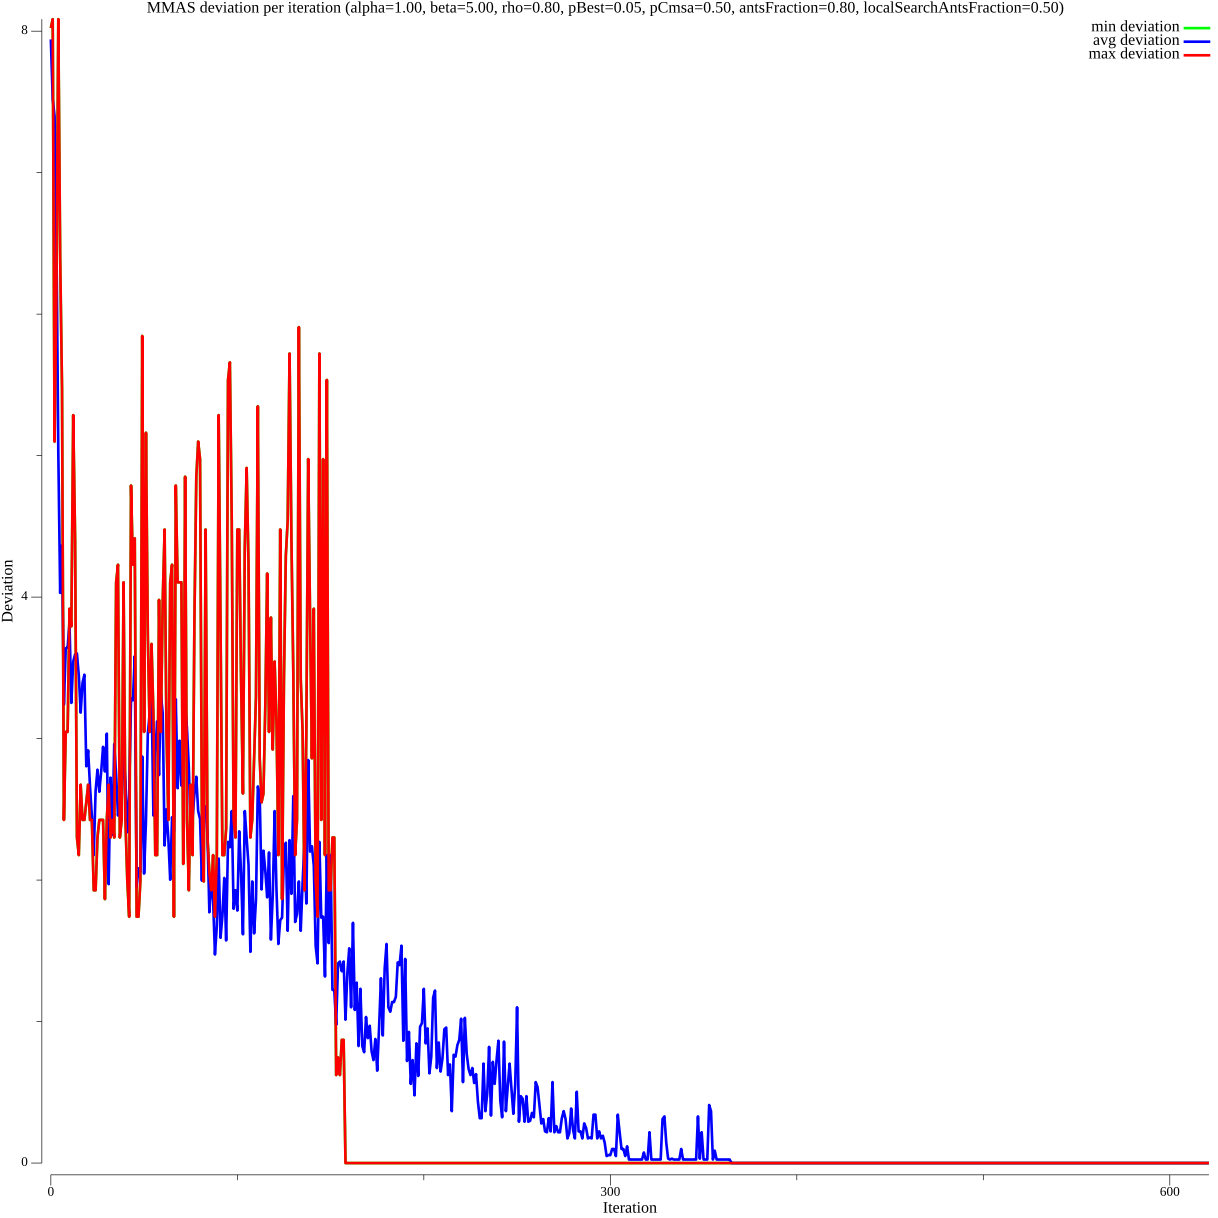 MMAS deviation per iteration (alpha=1.00, beta=5.00, rho=0.80, pBest=0.05, pCmsa=0.50, antsFraction=0.80, localSearchAntsFraction=0.50)
min deviation
avg deviation
max deviation
8
4
0
Deviation
0
300
600
Iteration